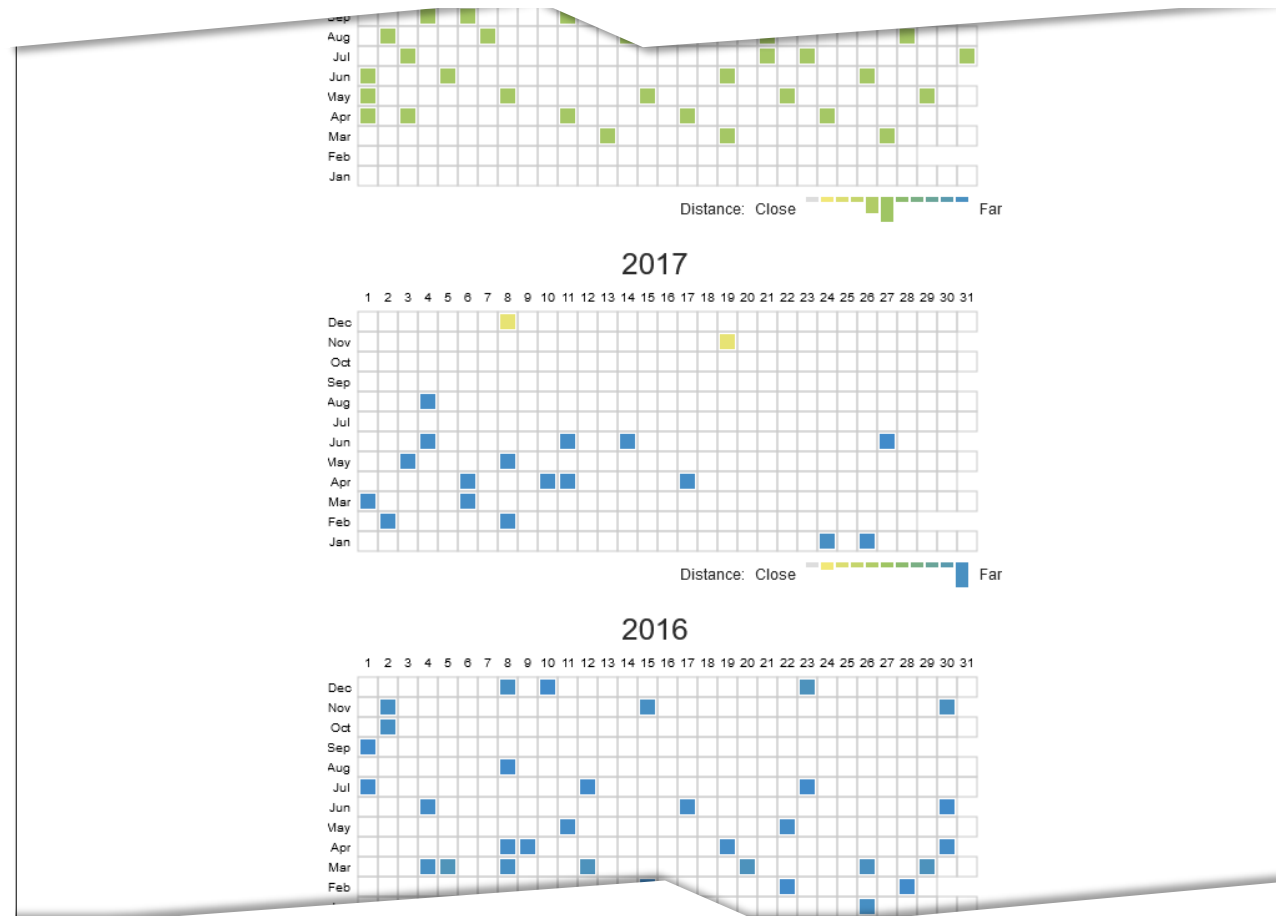 Sep
Aug
Jul
Jun
May
Apr
Mar
Feb
Jan
Distance: Close Far
2017
1 2 3 4 5 6 7 8 9 10 11 12 13 14 15 16 17 18 19 20 21 22 23 24 25 26 27 28 29 30 31
Dec
Nov
Oct
Sep
Aug
Jul
Jun
May
Apr
Mar
Feb
Jan
Distance: Close Far
2016
1 2 3 4 5 6 7 8 9 10 11 12 13 14 15 16 17 18 19 20 21 22 23 24 25 26 27 28 29 30 31
Dec
Nov
Oct
Sep
Aug
Jul
Jun
May
Apr
Mar
Feb